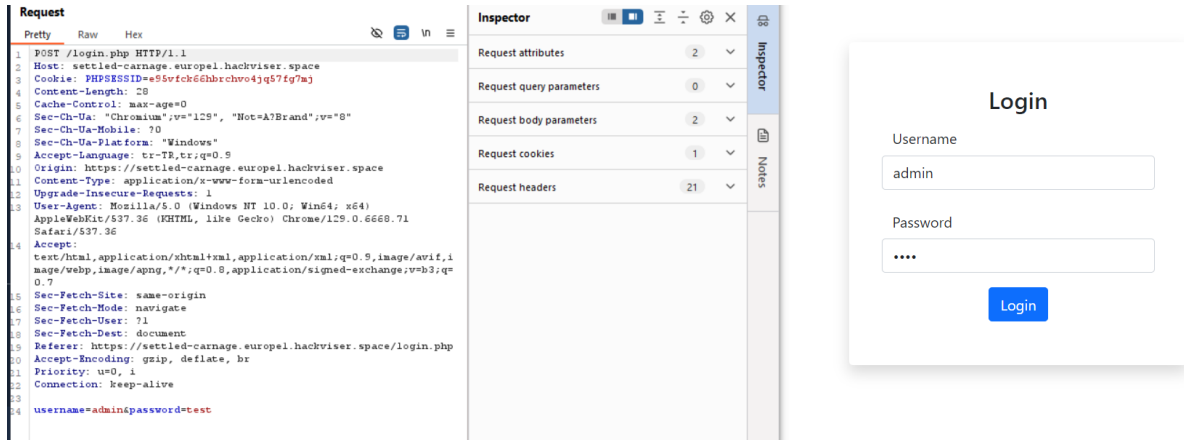 Request
Pretty Raw Hex
\n
1 POST /login.php HTTP/1.1
2 Host: settled-carnage.europe1.hackviser.space
3 Cookie: PHPSESSID=e95vfck66hbrchvo4jq57fg7mj
4 Content-Length: 28
5 Cache-Control: max-age=0
6 Sec-Ch-Ua: "Chromium";v="129", "Not=A?Brand";v="8"
7 Sec-Ch-Ua-Mobile: ?0
8 Sec-Ch-Ua-Platform: "Windows"
9 Accept-Language: tr-TR,tr;q=0.9
10 Origin: https://settled-carnage.europe1.hackviser.space
11 Content-Type: application/x-www-form-urlencoded
12 Upgrade-Insecure-Requests: 1
13 User-Agent: Mozilla/5.0 (Windows NT 10.0; Win64; x64)
AppleWebKit/537.36 (KHTML, like Gecko) Chrome/129.0.6668.71
Safari/537.36
14 Accept:
text/html,application/xhtml+xml,application/xml;q=0.9,image/avif,i
mage/webp,image/apng,*/*;q=0.8,application/signed-exchange;v=b3;q=
0.7
15 Sec-Fetch-Site: same-origin
16 Sec-Fetch-Mode: navigate
17 Sec-Fetch-User: ?1
18 Sec-Fetch-Dest: document
19 Referer: https://settled-carnage.europe1.hackviser.space/login.php
20 Accept-Encoding: gzip, deflate, br
21 Priority: u=0, i
22 Connection: keep-alive
23
24 username=admin&password=test
Inspector
Request attributes 2
Request query parameters 0
Request body parameters 2
Request cookies 1
Request headers 21
Inspector
Notes
Login
Username
admin
Password
••••
Login